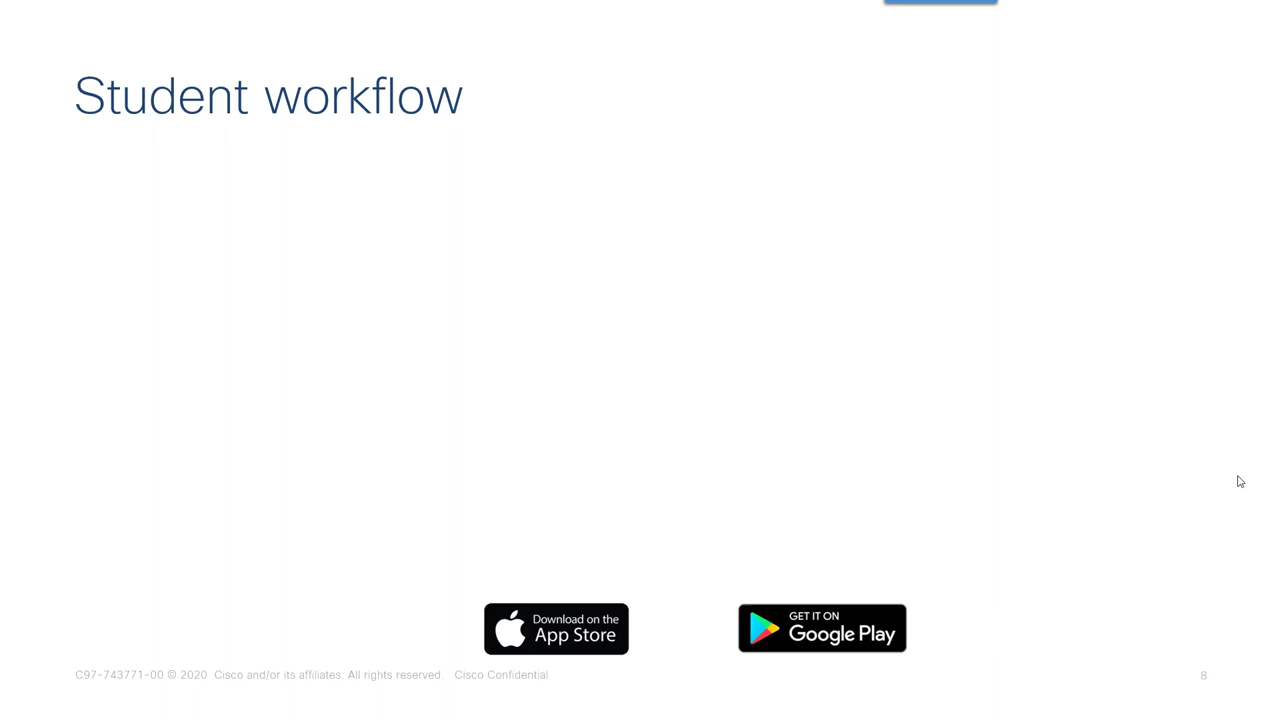 Student workflow
Download on the
App Store
GET IT ON
Google Play
C97-743771-00 © 2020 Cisco and/or its affiliates. All rights reserved. Cisco Confidential
8